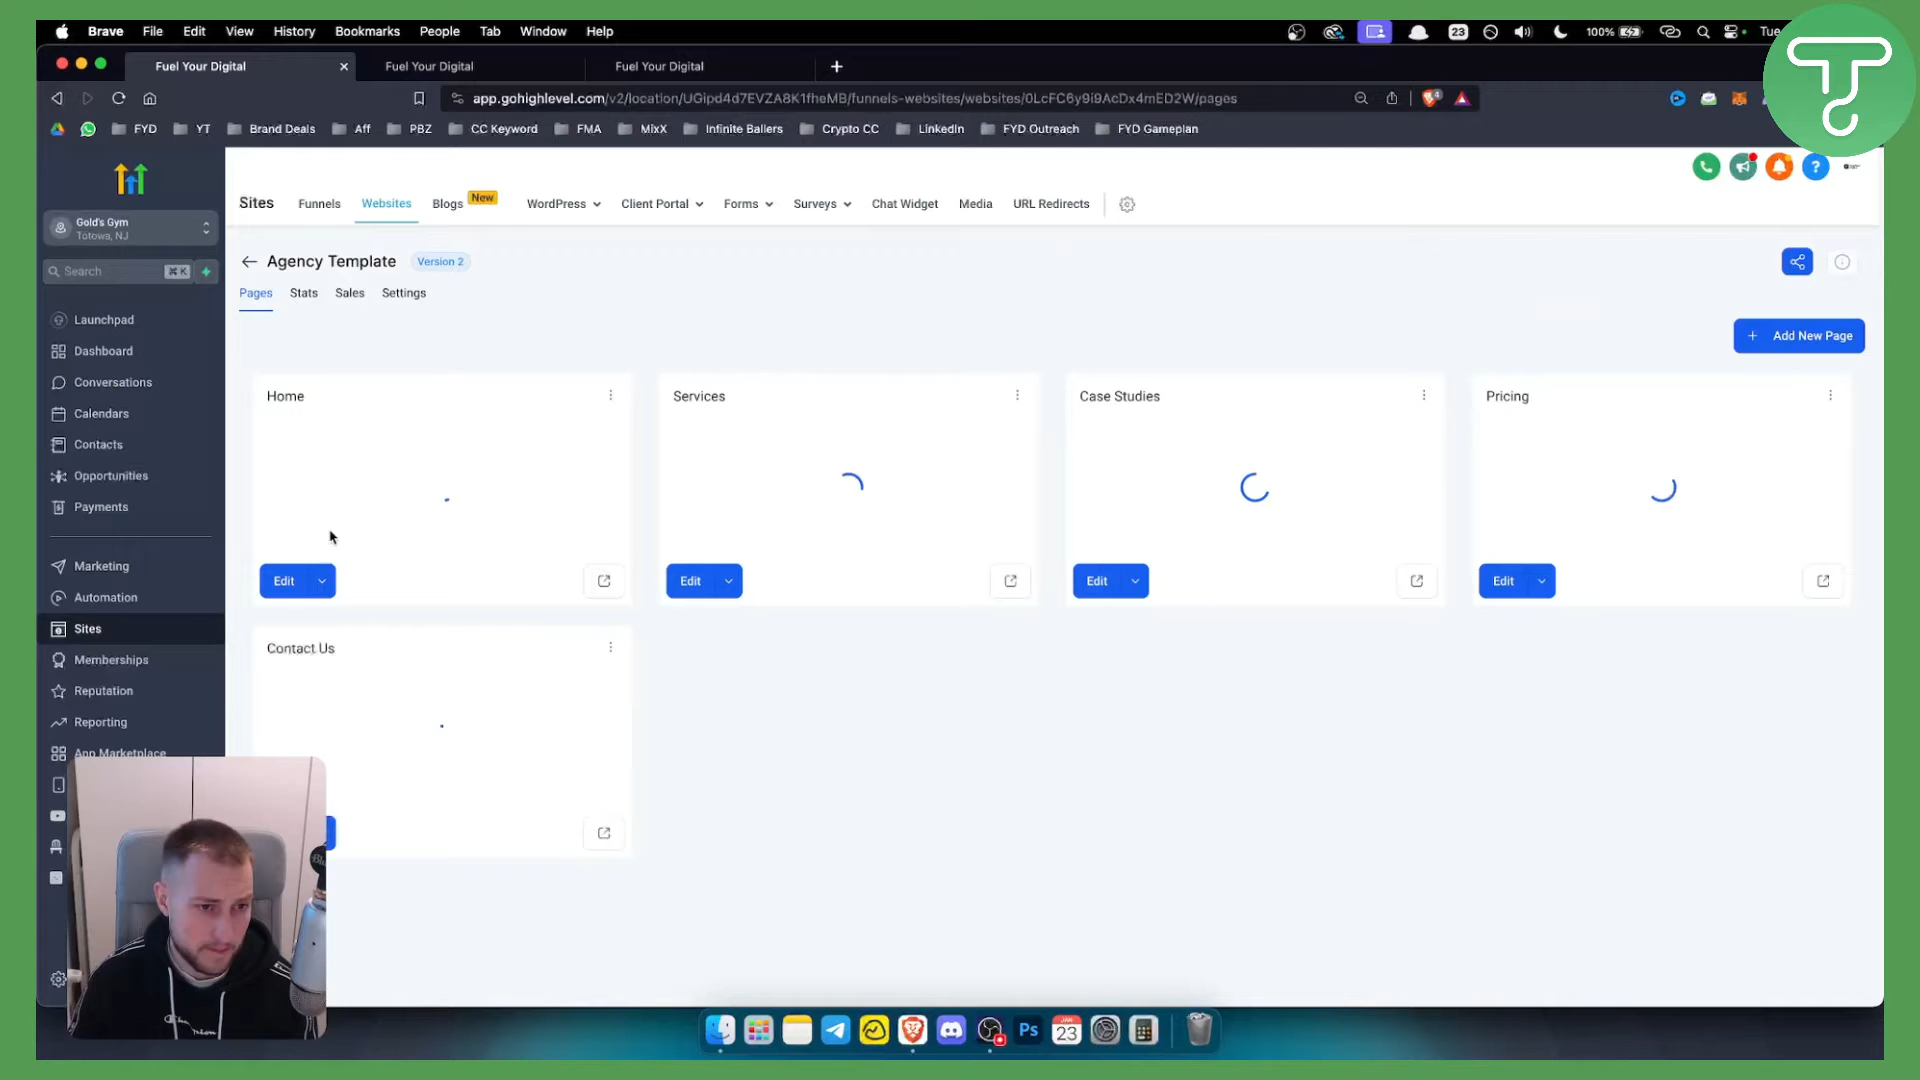 Brave File Edit View History Bookmarks People Tab Window Help
23
100%
Tue
Fuel Your Digital
Fuel Your Digital
Fuel Your Digital
app.gohighlevel.com/v2/location/UGipd4d7EVZA8K1fheMB/funnels-websites/websites/0LcFC6y9i9AcDx4mED2W/pages
4
FYD YT Brand Deals Aff PBZ CC Keyword FMA MixX Infinite Ballers Crypto CC LinkedIn FYD Outreach FYD Gameplan
Gold's Gym
Totowa, NJ
Search ⌘ K
Launchpad
Dashboard
Conversations
Calendars
Contacts
Opportunities
Payments
Marketing
Automation
Sites
Memberships
Reputation
Reporting
App Marketplace
Sites Funnels Websites Blogs New WordPress Client Portal Forms Surveys Chat Widget Media URL Redirects
?
Agency Template Version 2
Pages Stats Sales Settings
+ Add New Page
Home
Services
Case Studies
Pricing
Edit
Edit
Edit
Edit
Contact Us
Ps
JAN
23